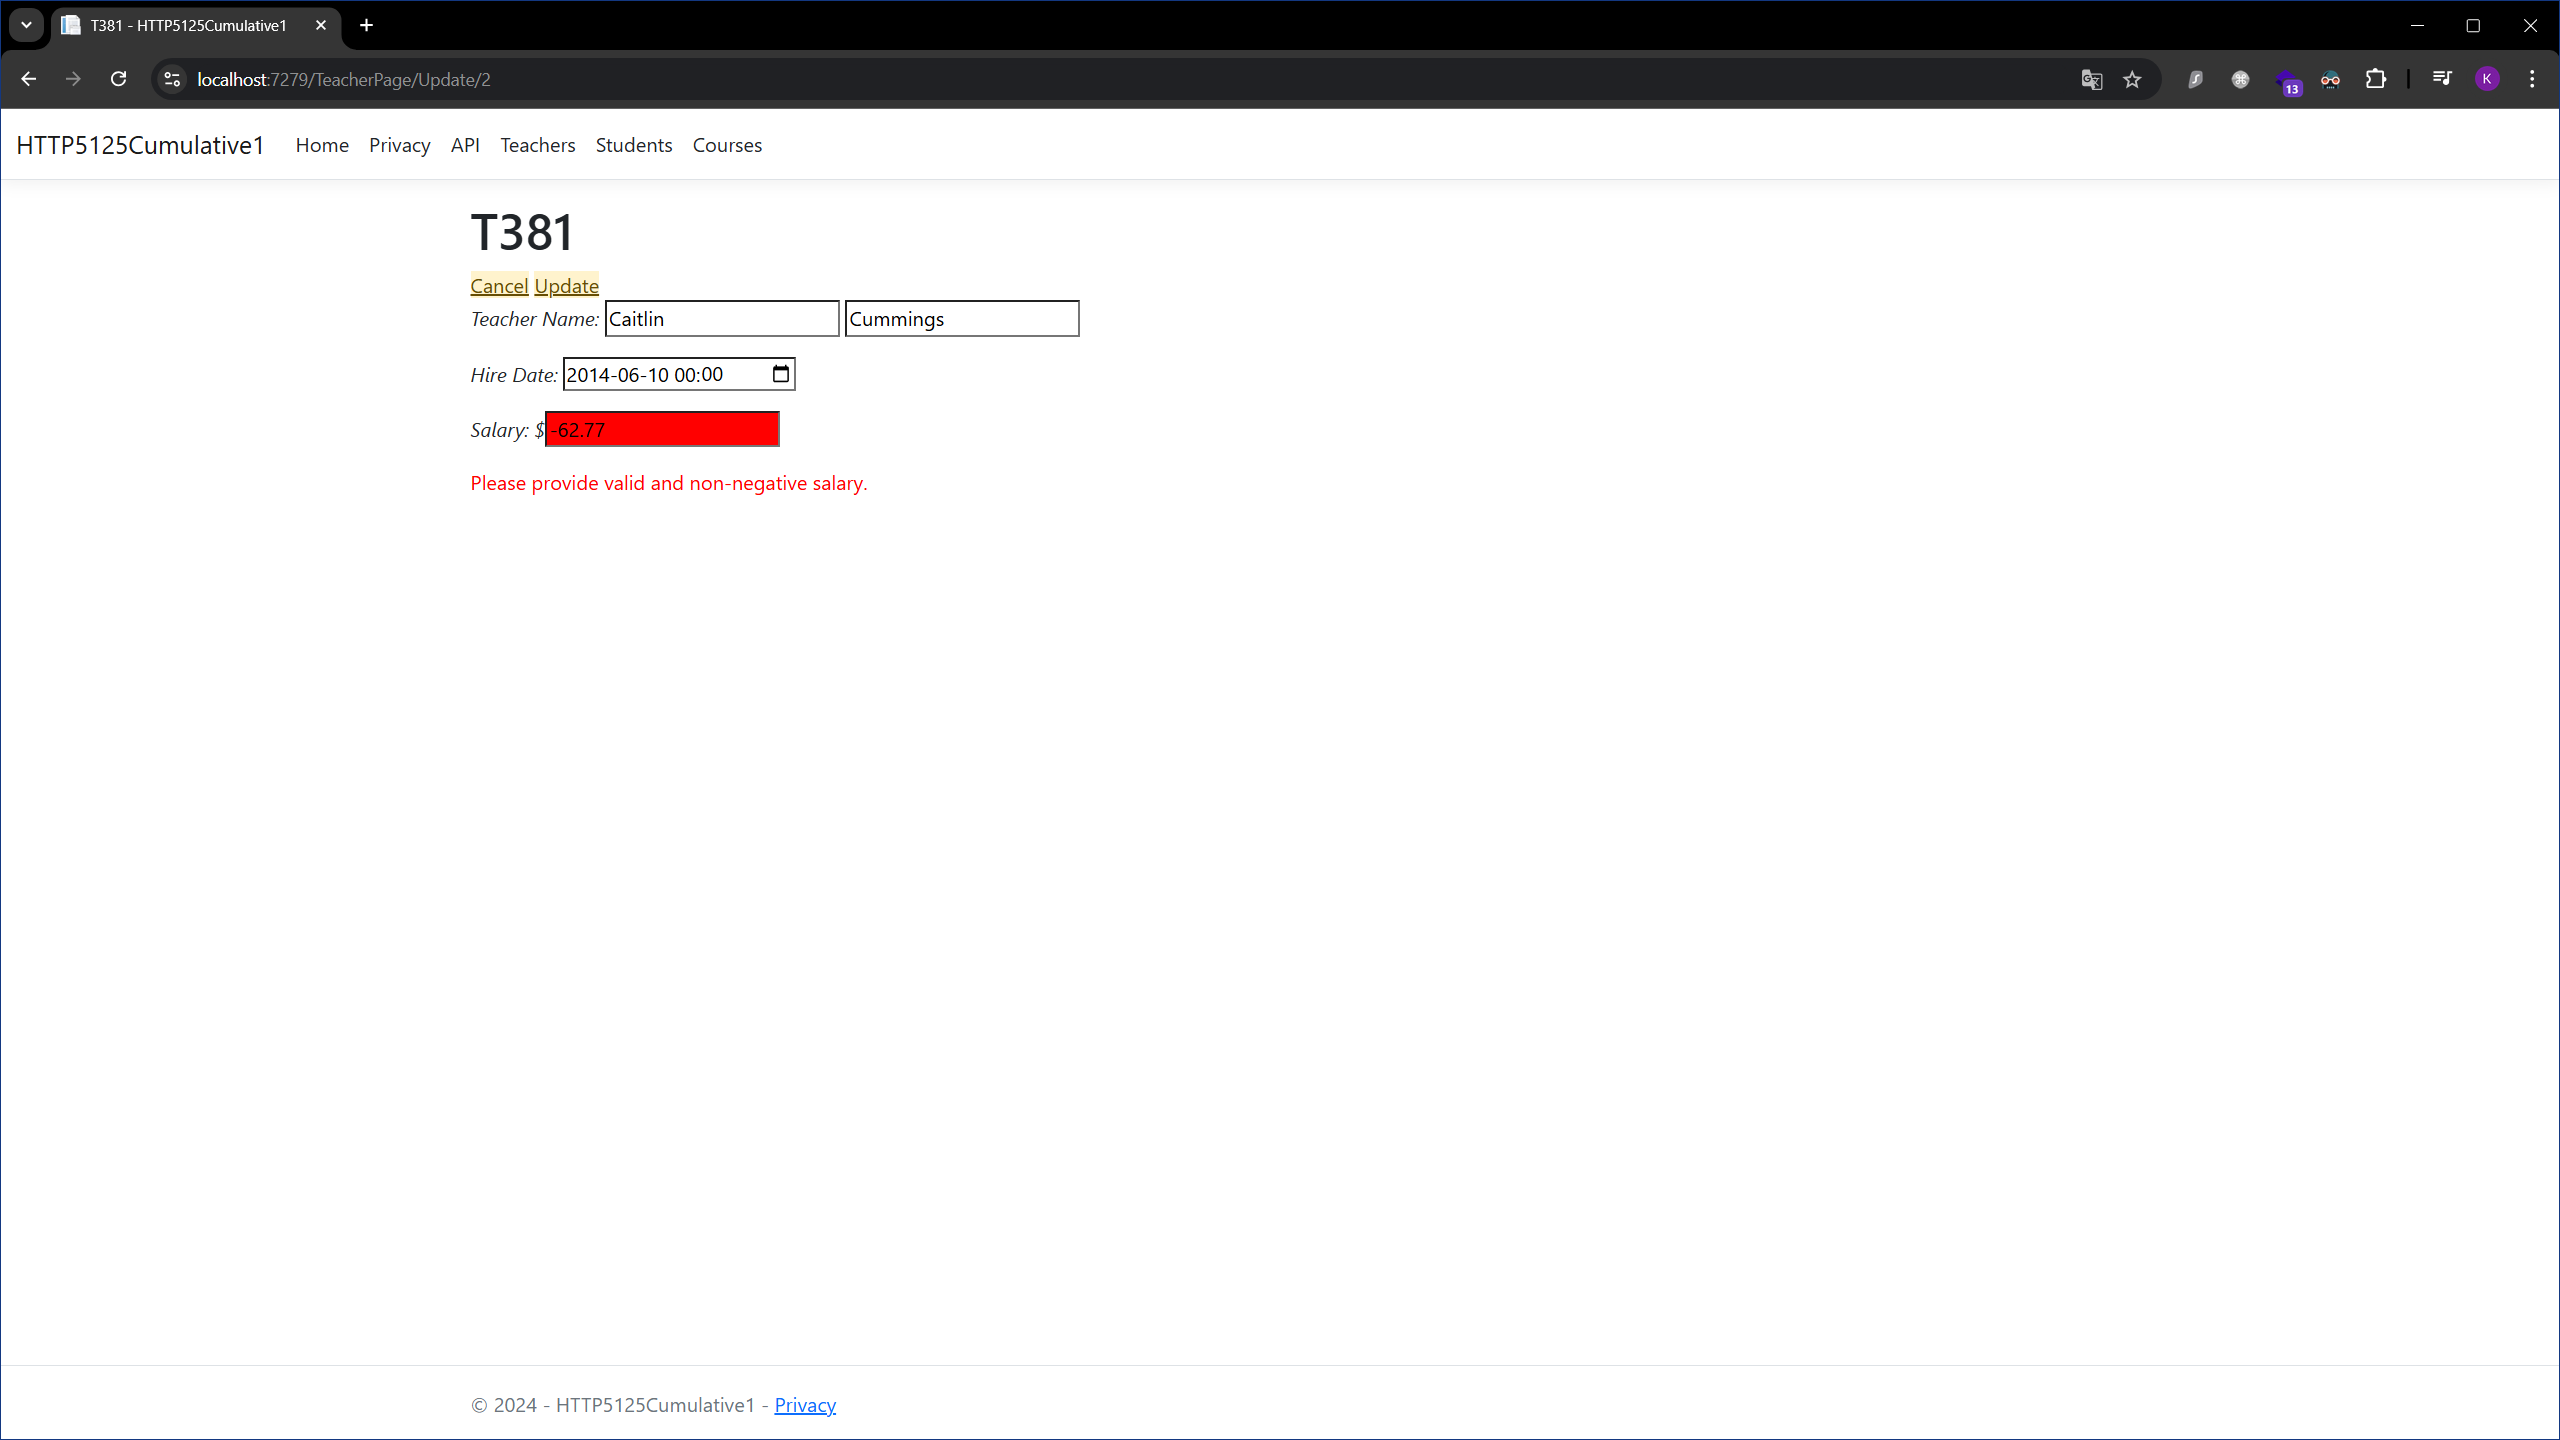 T381 - HTTP5125Cumulative1
localhost:7279/TeacherPage/Update/2
13
K
HTTP5125Cumulative1 Home Privacy API Teachers Students Courses
T381
Cancel Update
Teacher Name: Caitlin Cummings
Hire Date: 2014-06-10 00:00
Salary: $-62.77
Please provide valid and non-negative salary.
© 2024 - HTTP5125Cumulative1 - Privacy